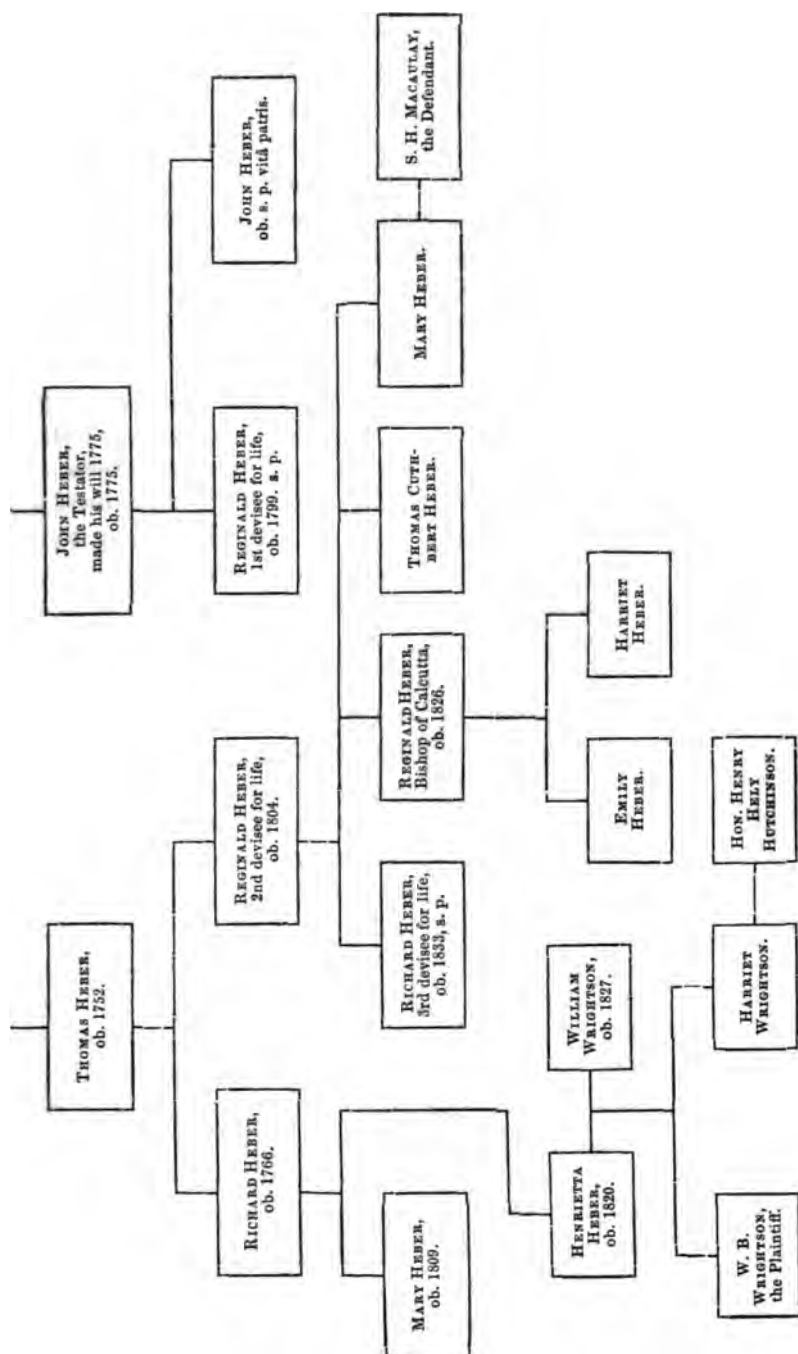 THOMAS HEBER,
ob. 1752.
JOHN HEBER,
the Testator,
made his will 1775,
ob. 1775.
RICHARD HEBER,
ob. 1766.
REGINALD HEBER,
2nd devisee for life,
ob. 1804.
REGINALD HEBER,
1st devisee for life,
ob. 1799. s. p.
JOHN HEBER,
ob. s. p. vitâ patris.
MARY HEBER,
ob. 1809.
RICHARD HEBER,
3rd devisee for life,
ob. 1833, s. p.
REGINALD HEBER,
Bishop of Calcutta,
ob. 1826.
THOMAS CUTH-
BERT HEBER.
MARY HEBER.
S. H. MACAULAY,
the Defendant.
HENRIETTA
HEBER,
ob. 1820.
WILLIAM
WRIGHTSON,
ob. 1827.
EMILY
HEBER.
HARRIET
HEBER.
W. B.
WRIGHTSON,
the Plaintiff.
HARRIET
WRIGHTSON.
HON. HENRY
HELY
HUTCHINSON.